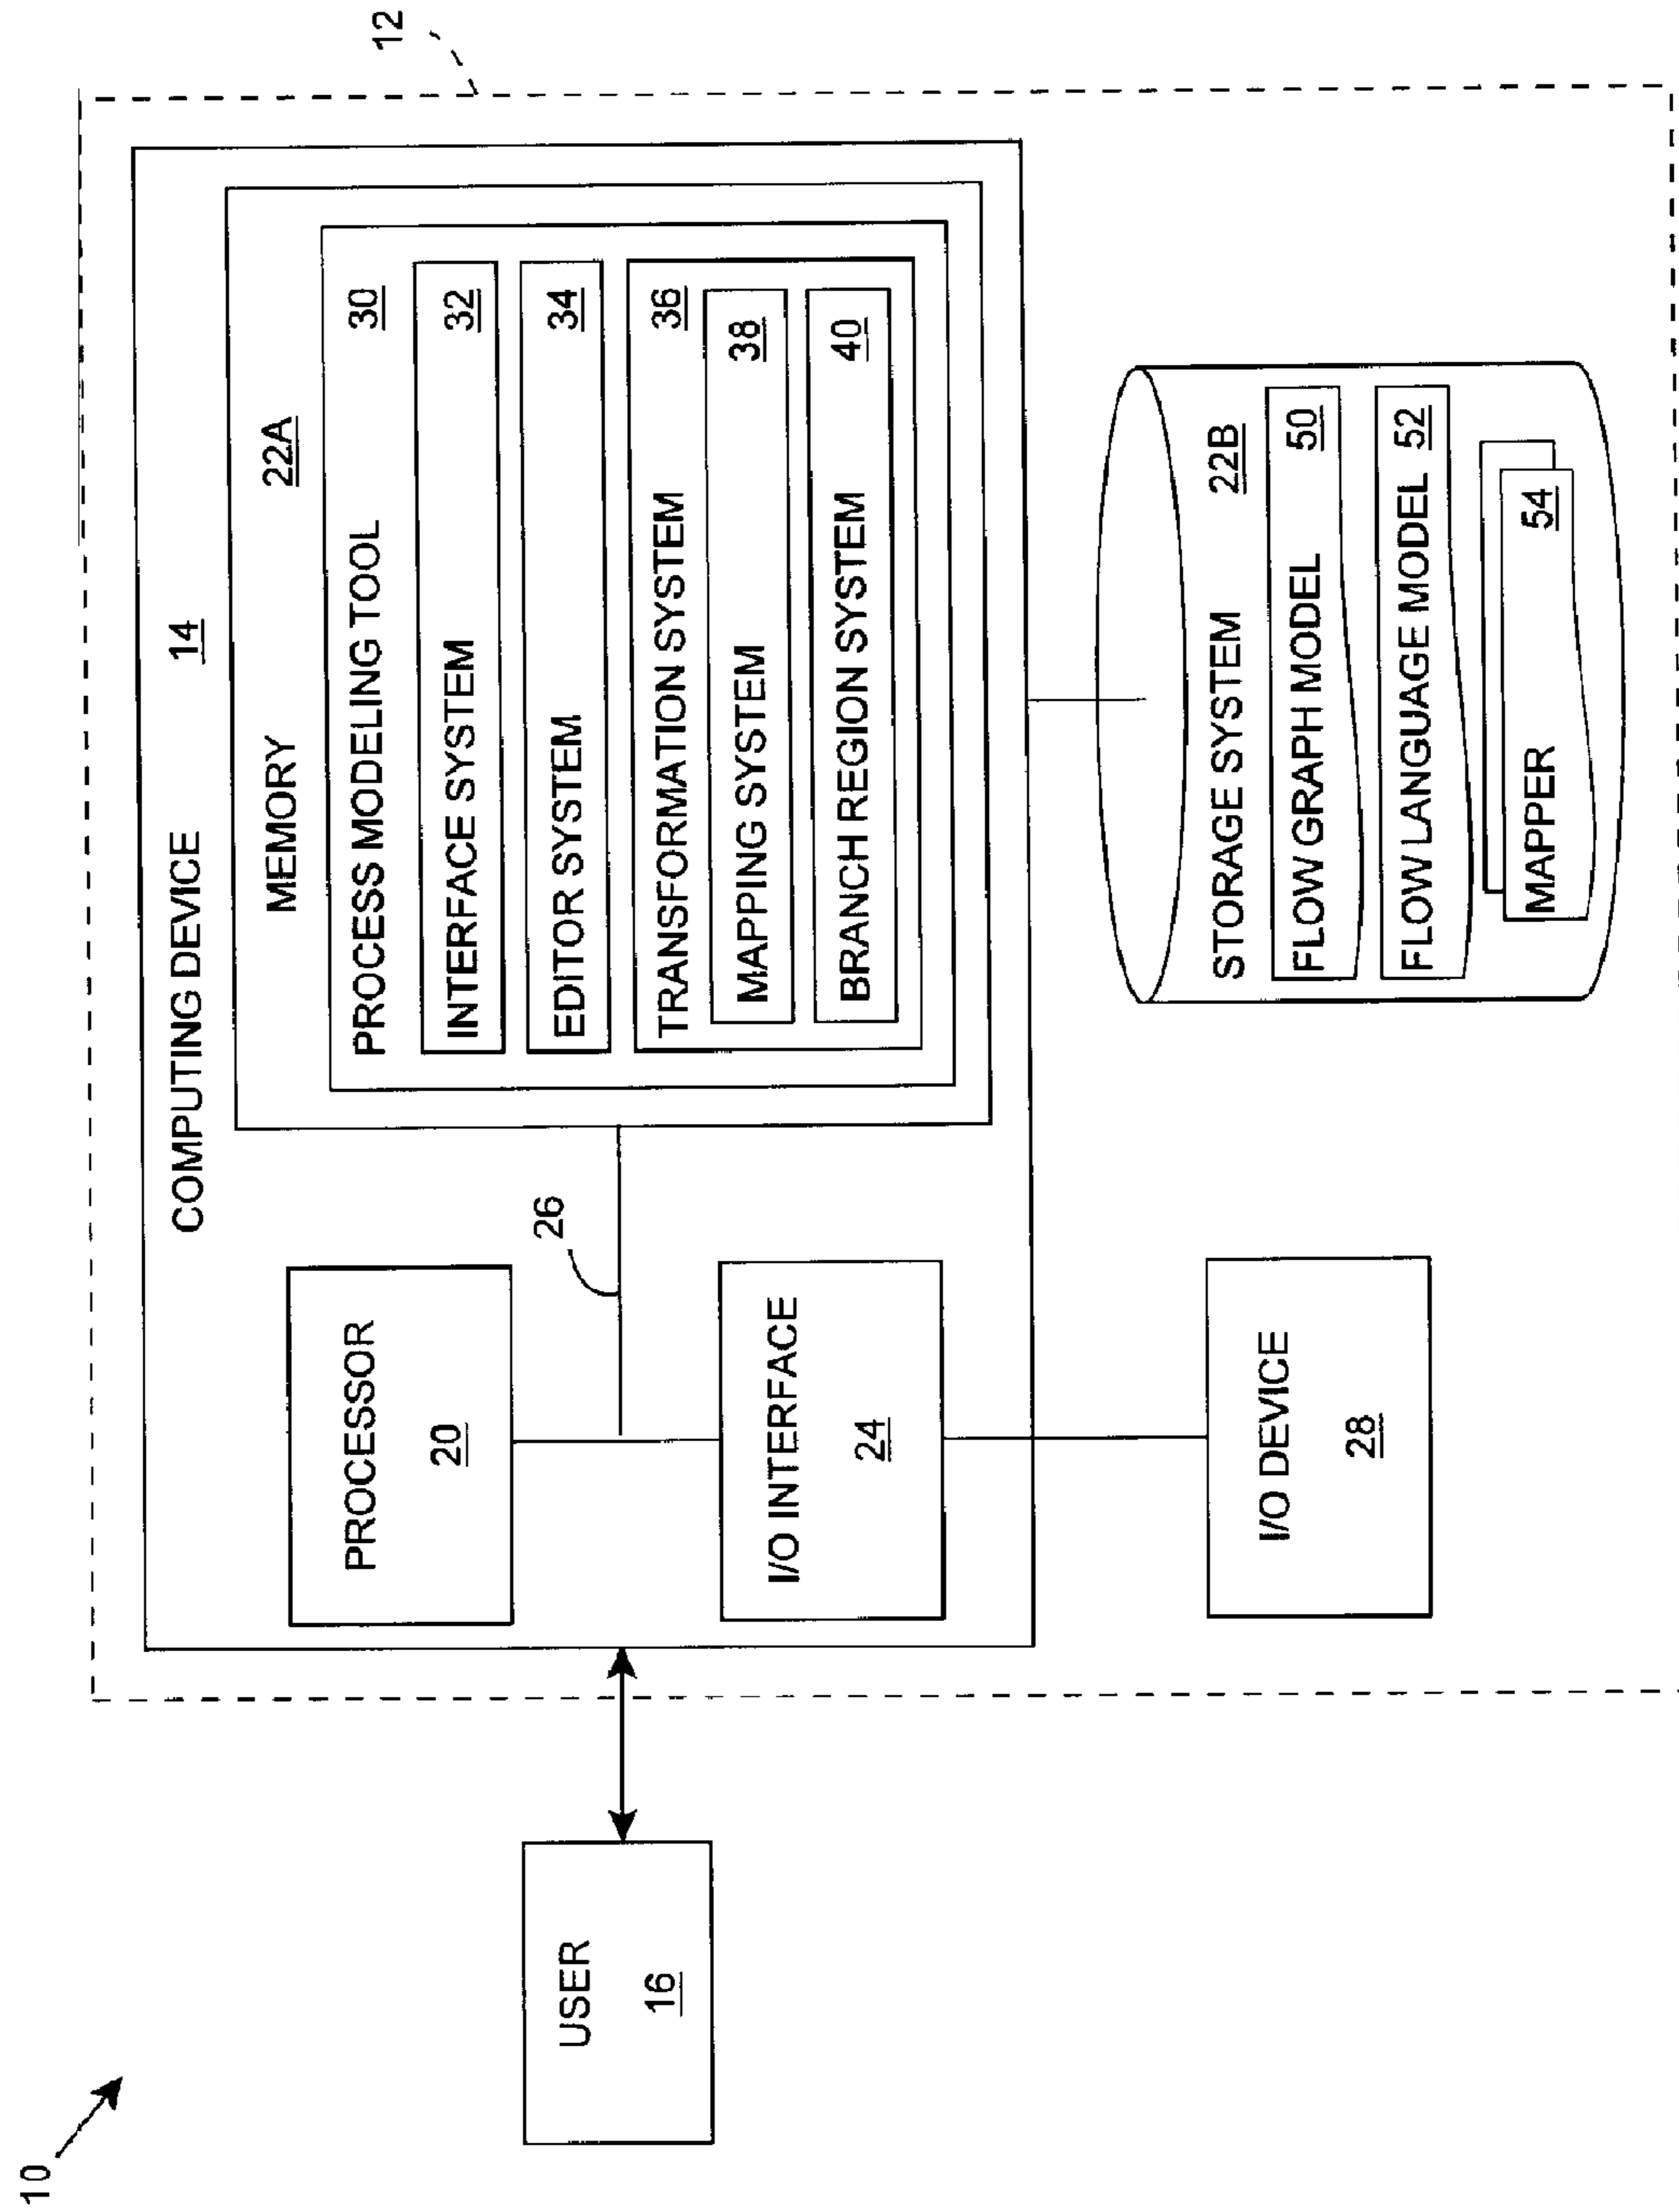 10
12
COMPUTING DEVICE 14
MEMORY 22A
PROCESS MODELING TOOL 30
INTERFACE SYSTEM 32
EDITOR SYSTEM 34
TRANSFORMATION SYSTEM 36
MAPPING SYSTEM 38
BRANCH REGION SYSTEM 40
PROCESSOR
20
26
I/O INTERFACE
24
USER
16
I/O DEVICE
28
STORAGE SYSTEM 22B
FLOW GRAPH MODEL 50
FLOW LANGUAGE MODEL 52
MAPPER 54